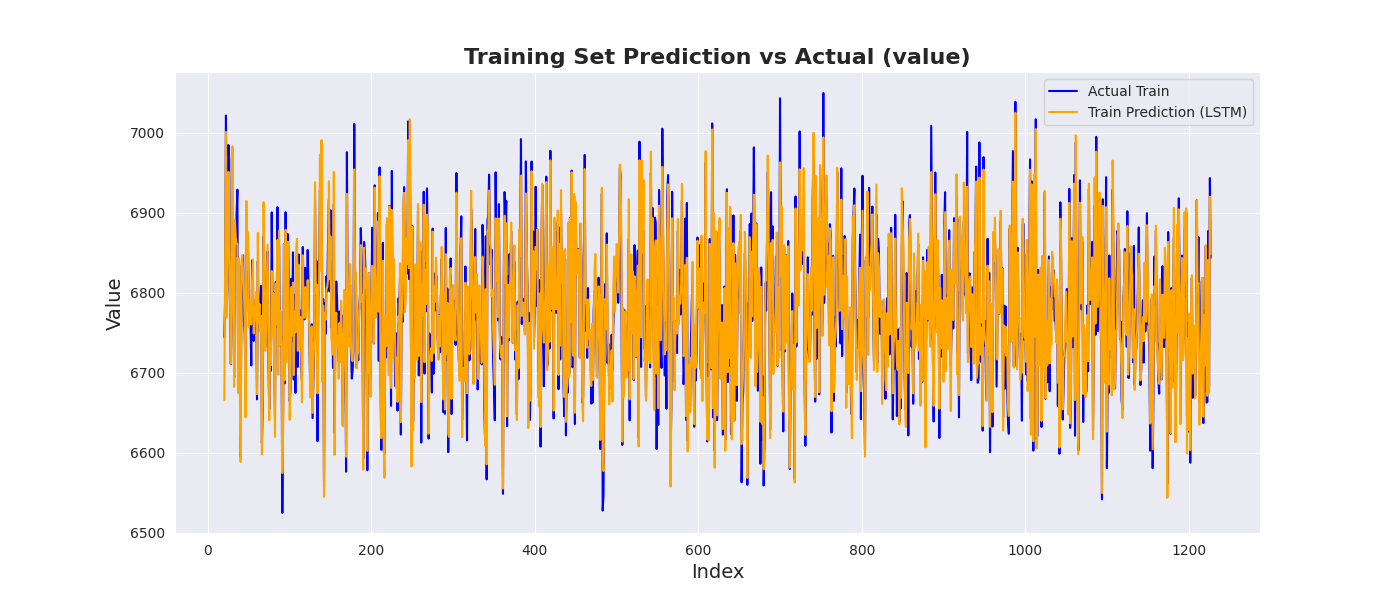 Training Set Prediction vs Actual (value)
Actual Train
Train Prediction (LSTM)
Value
7000
6900
6800
6700
6600
6500
0 200 400 600 800 1000 1200
Index